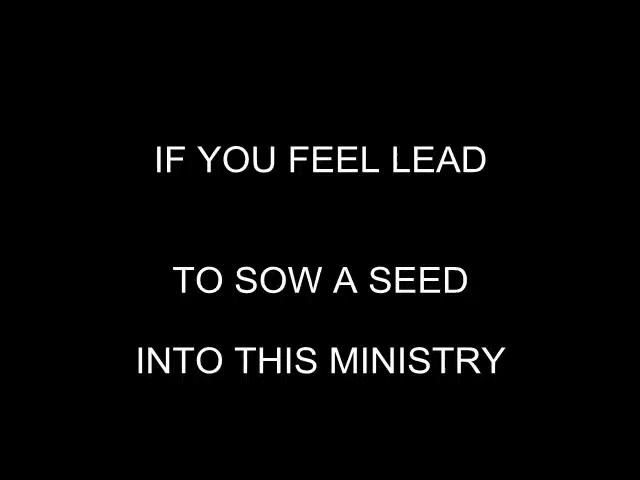 IF YOU FEEL LEAD
TO SOW A SEED
INTO THIS MINISTRY